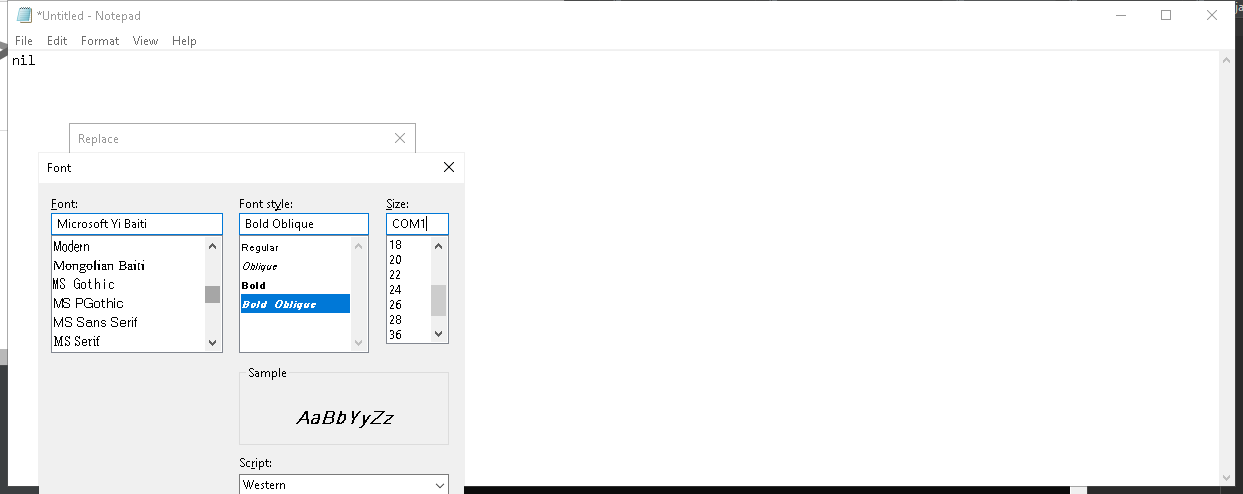 *Untitled - Notepad
File Edit Format View Help
nil
Replace
Font
Font: Font style: Size:
Microsoft Yi Baiti Bold Oblique COM1
Modern Regular 18
Mongolian Baiti Oblique 20
MS Gothic Bold 22
MS PGothic Bold Oblique 24
MS Sans Serif 26
MS Serif 28
36
Sample
AaBbYyZz
Script:
Western